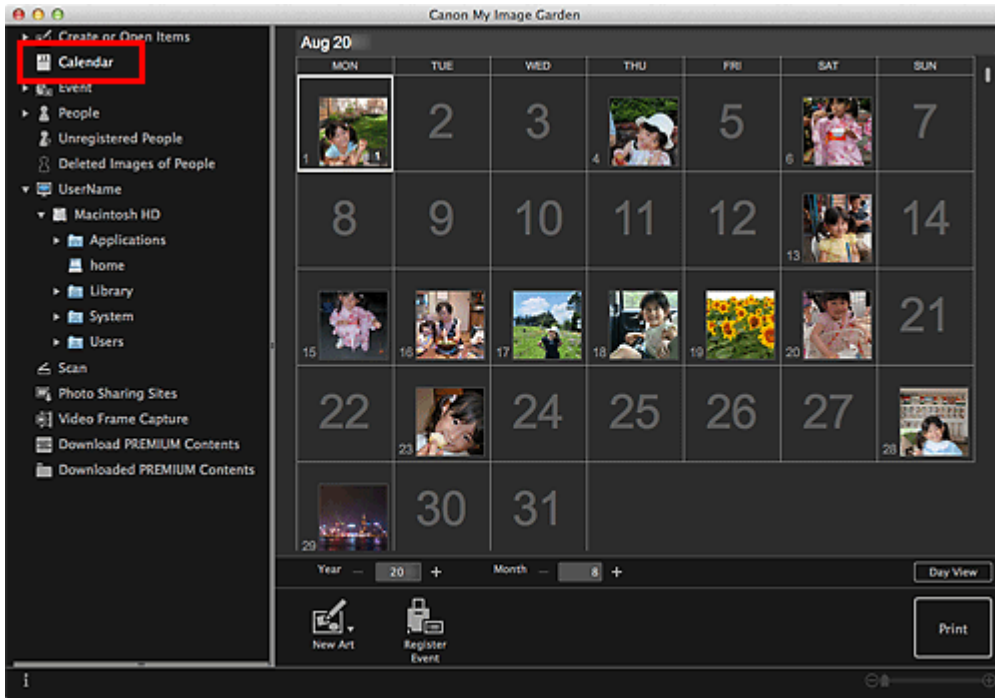 Canon My Image Garden
Create or Open Items
Calendar
Event
People
Unregistered People
Deleted Images of People
UserName
Macintosh HD
Applications
home
Library
System
Users
Scan
Photo Sharing Sites
Video Frame Capture
Download PREMIUM Contents
Downloaded PREMIUM Contents
Aug 20
MON TUE WED THU FRI SAT SUN
1 1 2 3 4 5 6 7
8 9 10 11 12 13 14
15 16 17 18 19 20 21
22 23 24 25 26 27 28
29 30 31
Year − 20 + Month − 8 + Day View
New Art
Register Event
Print